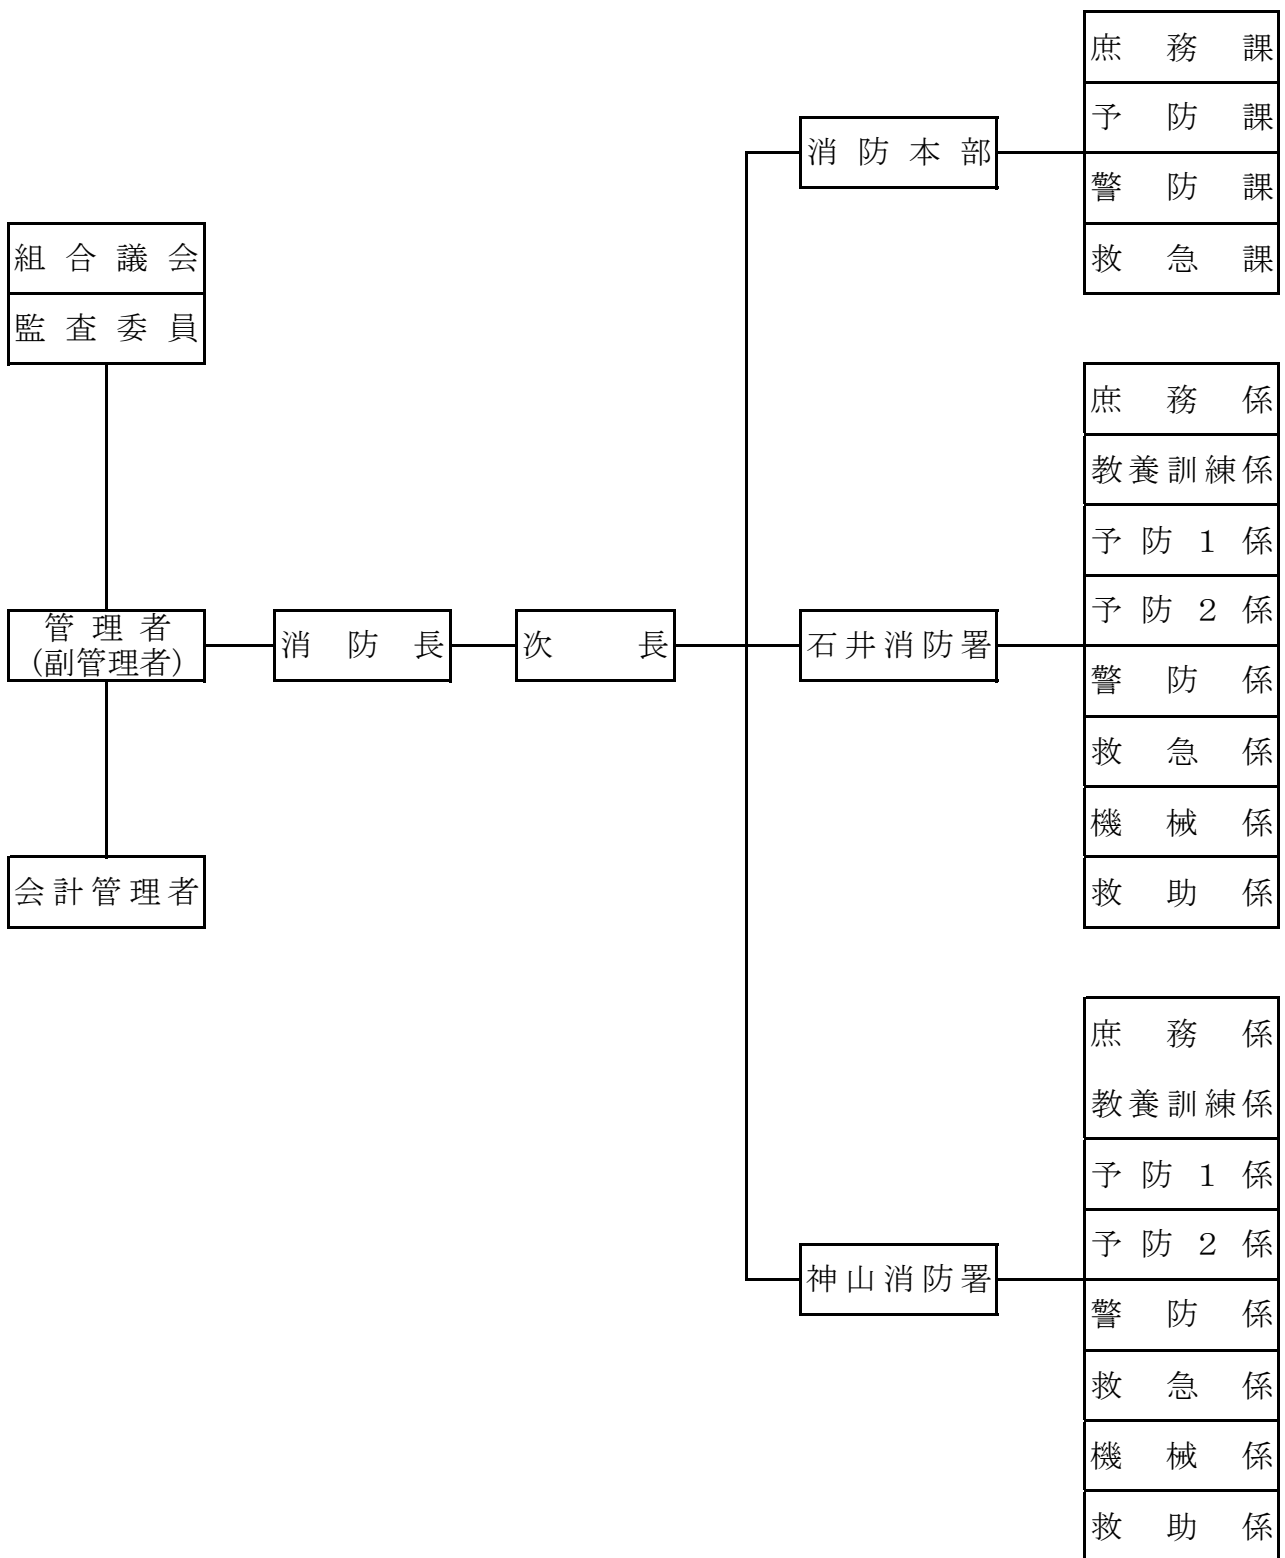 組合議会
監査委員
管理者
(副管理者)
会計管理者
消防長
次長
消防本部
庶務課
予防課
警防課
救急課
石井消防署
庶務係
教養訓練係
予防１係
予防２係
警防係
救急係
機械係
救助係
神山消防署
庶務係
教養訓練係
予防１係
予防２係
警防係
救急係
機械係
救助係